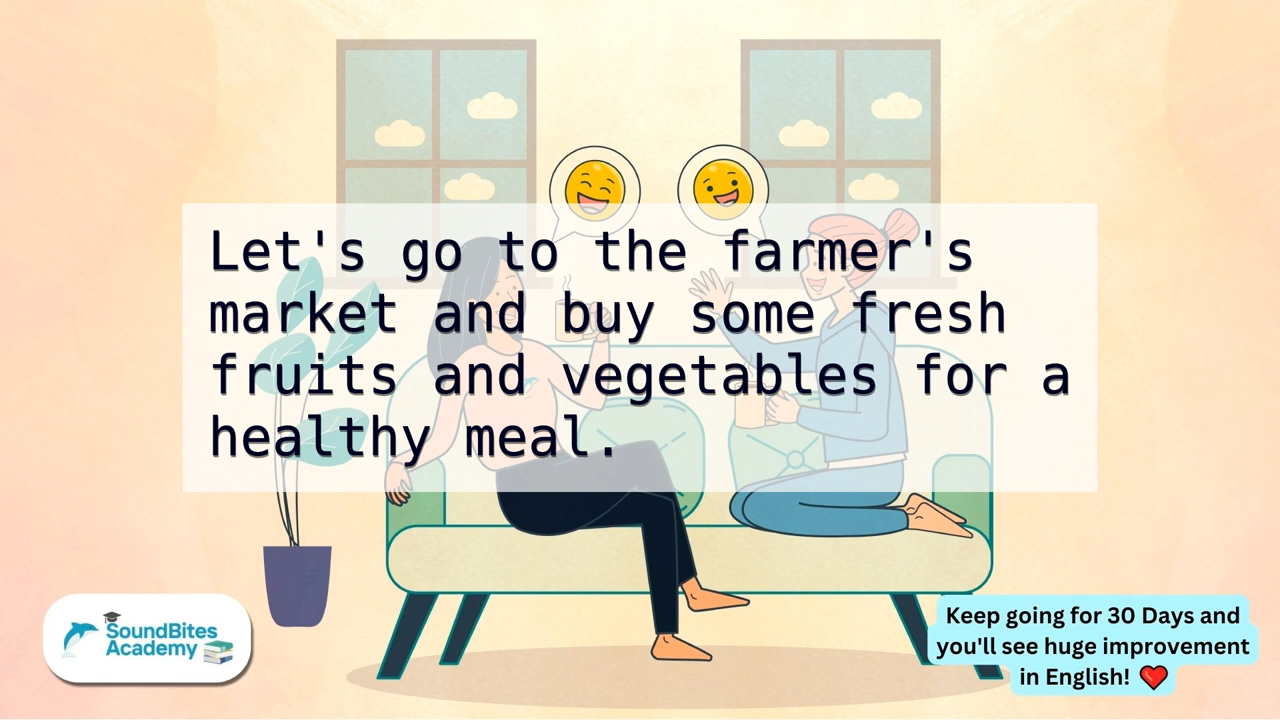 Let's go to the farmer's
market and buy some fresh
fruits and vegetables for a
healthy meal.
SoundBites
Academy
Keep going for 30 Days and
you'll see huge improvement
in English! ❤️